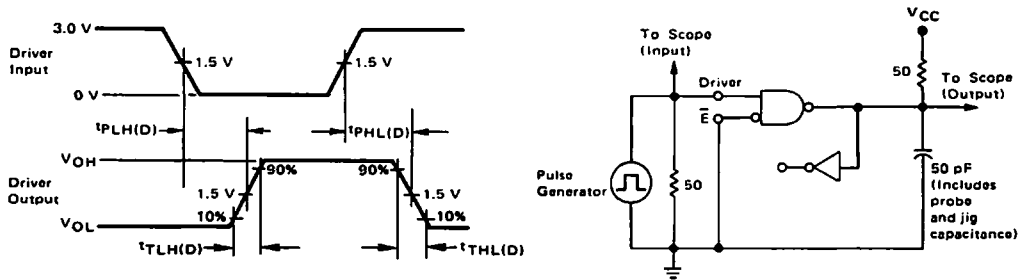 3.0 V
Driver
Input
1.5 V
1.5 V
0 V
tPLH(D)
tPHL(D)
VOH
90%
90%
Driver
Output
1.5 V
1.5 V
10%
10%
VOL
tTLH(D)
tTHL(D)
VCC
To Scope
(Input)
50
To Scope
(Output)
Driver
E̅
Pulse
Generator
50
50 pF
(Includes
probe
and jig
capacitance)